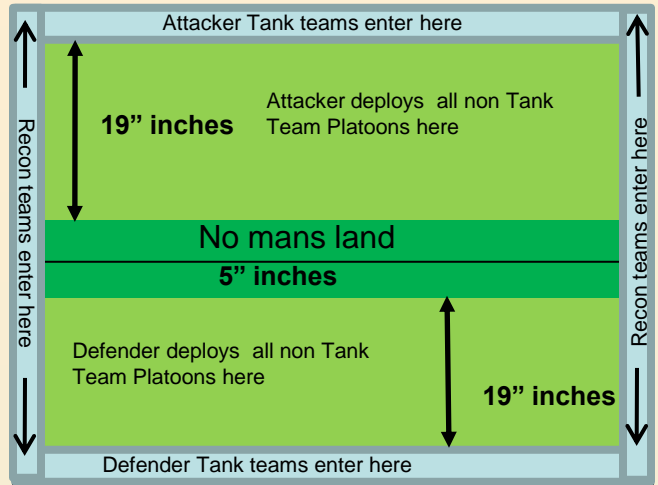 Attacker Tank teams enter here
Recon teams enter here
19” inches
Attacker deploys  all non Tank
Team Platoons here
Recon teams enter here
No mans land
5” inches
Defender deploys  all non Tank
Team Platoons here
19” inches
Defender Tank teams enter here